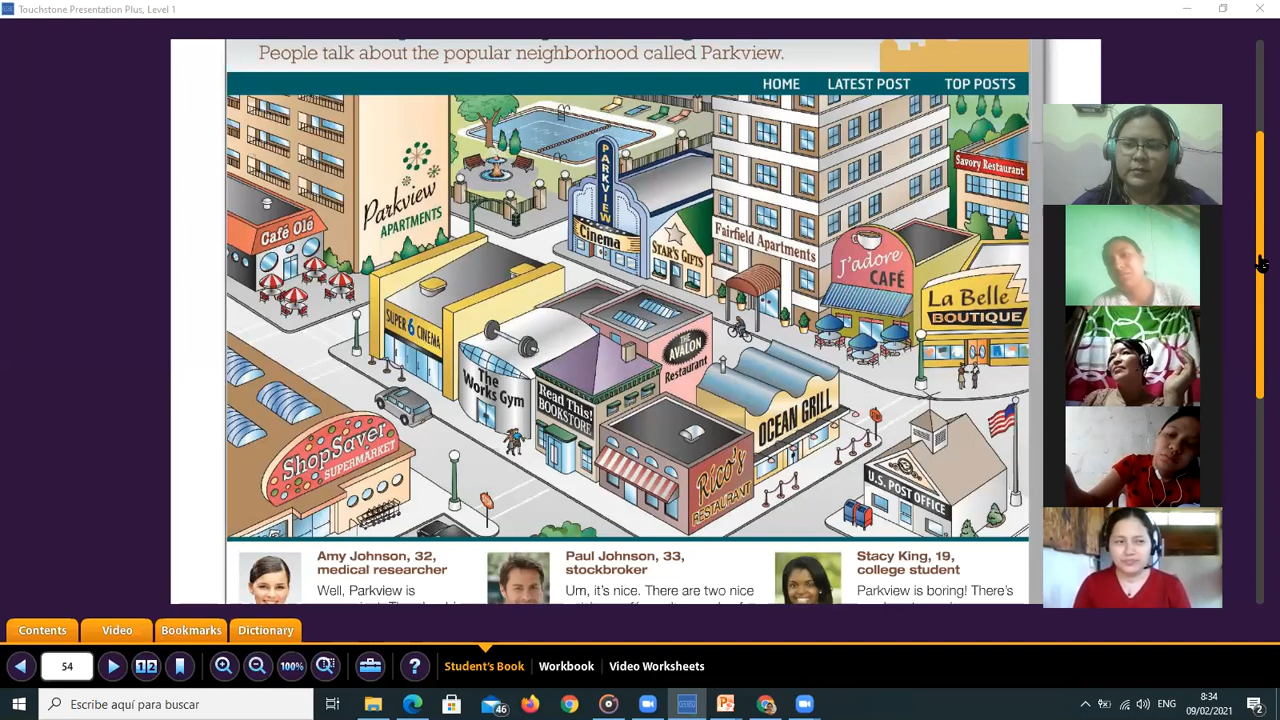 Touchstone Presentation Plus, Level 1
People talk about the popular neighborhood called Parkview.
HOME LATEST POST TOP POSTS
PARKVIEW
Cinema
Parkview
APARTMENTS
Café Olé
STAR'S GIFTS
Fairfield Apartments
Savory Restaurant
J'adore
CAFÉ
La Belle
BOUTIQUE
SUPER 6 CINEMA
The
Works Gym
THE
AVALON
Restaurant
Read This!
BOOKSTORE
OCEAN GRILL
Rico's
RESTAURANT
ShopSaver
SUPERMARKET
U.S. POST OFFICE
Amy Johnson, 32,
medical researcher
Well, Parkview is
Paul Johnson, 33,
stockbroker
Um, it's nice. There are two nice
Stacy King, 19,
college student
Parkview is boring! There's
Contents Video Bookmarks Dictionary
54 12 100% ? Student's Book Workbook Video Worksheets
Escribe aquí para buscar
46
ENG
8:34
09/02/2021
2